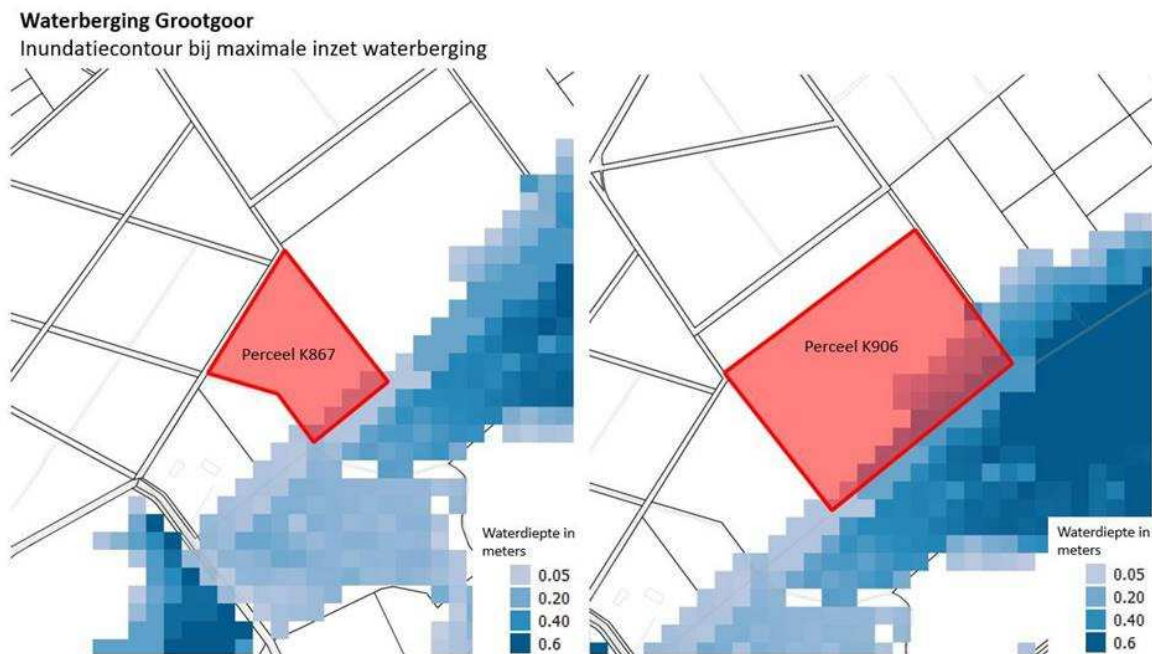 Waterberging Grootgoor
Inundatiecontour bij maximale inzet waterberging
Perceel K867
Waterdiepte in
meters
0.05
0.20
0.40
0.6
Perceel K906
Waterdiepte in
meters
0.05
0.20
0.40
0.6